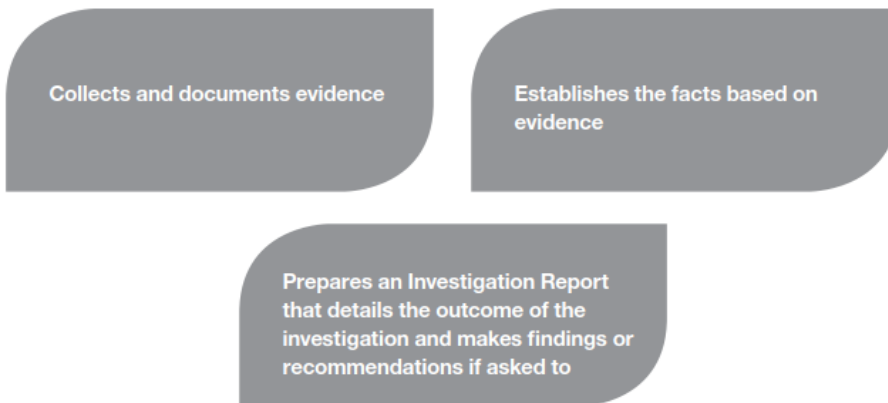 Collects and documents evidence
Establishes the facts based on
evidence
Prepares an Investigation Report
that details the outcome of the
investigation and makes findings or
recommendations if asked to